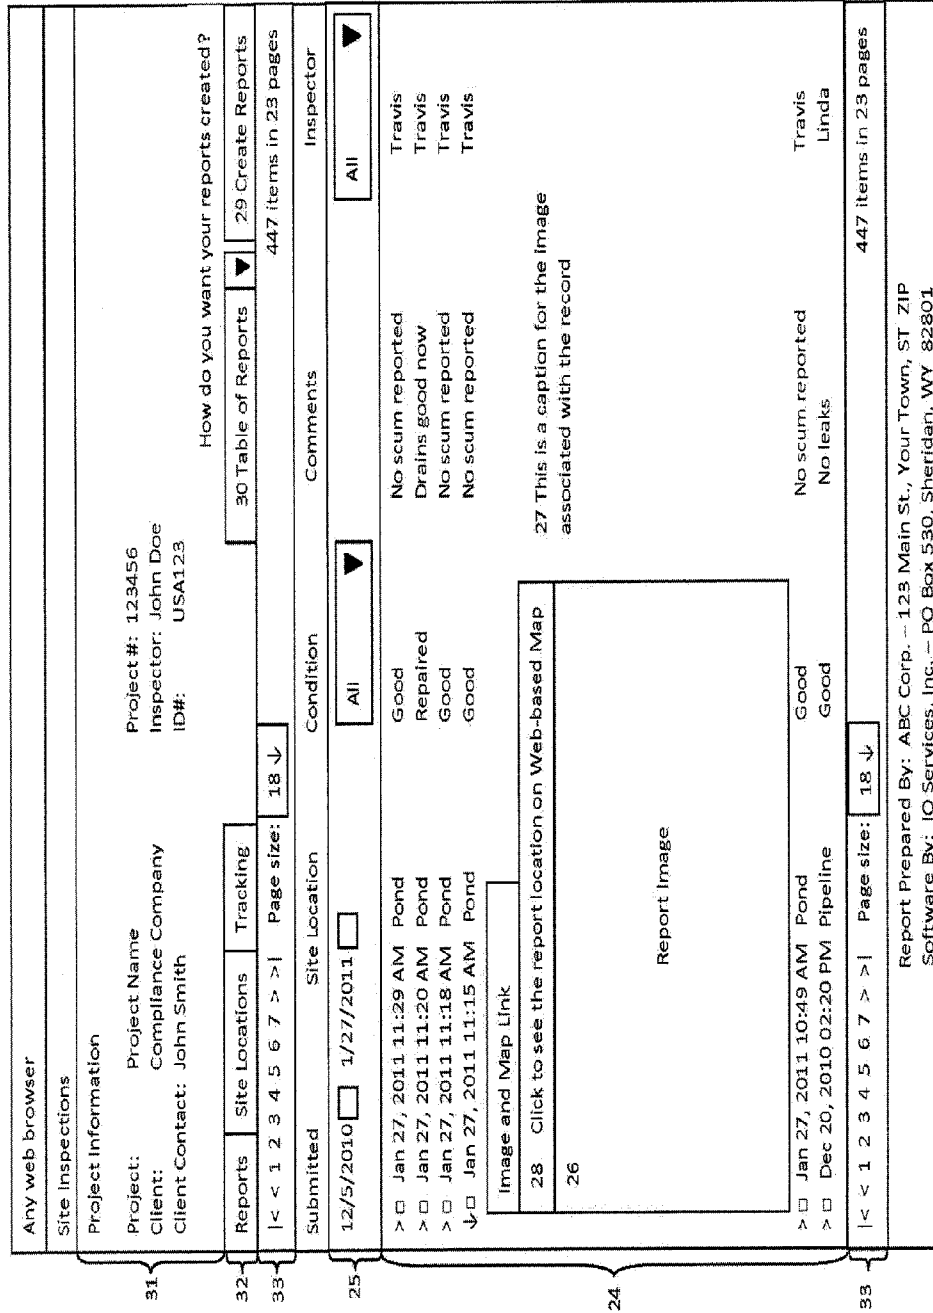 Any web browser
Site Inspections
Project Information
Project: Project Name Project #: 123456
Client: Compliance Company Inspector: John Doe
Client Contact: John Smith ID#: USA123
31
How do you want your reports created?
32 Reports Site Locations Tracking 30 Table of Reports ▼ 29 Create Reports
33 |< < 1 2 3 4 5 6 7 > >| Page size: 18 ↓ 447 items in 23 pages
Submitted Site Location Condition Comments Inspector
25 12/5/2010 1/27/2011 All ▼ All ▼
> □ Jan 27, 2011 11:29 AM Pond Good No scum reported Travis
> □ Jan 27, 2011 11:20 AM Pond Repaired Drains good now Travis
> □ Jan 27, 2011 11:18 AM Pond Good No scum reported Travis
↓ □ Jan 27, 2011 11:15 AM Pond Good No scum reported Travis
Image and Map Link
28 Click to see the report location on Web-based Map
26
Report Image
27 This is a caption for the image
associated with the record
24
> □ Jan 27, 2011 10:49 AM Pond Good No scum reported Travis
> □ Dec 20, 2010 02:20 PM Pipeline Good No leaks Linda
33 |< < 1 2 3 4 5 6 7 > >| Page size: 18 ↓ 447 items in 23 pages
Report Prepared By: ABC Corp. – 123 Main St., Your Town, ST ZIP
Software By: IO Services, Inc. – PO Box 530, Sheridan, WY 82801